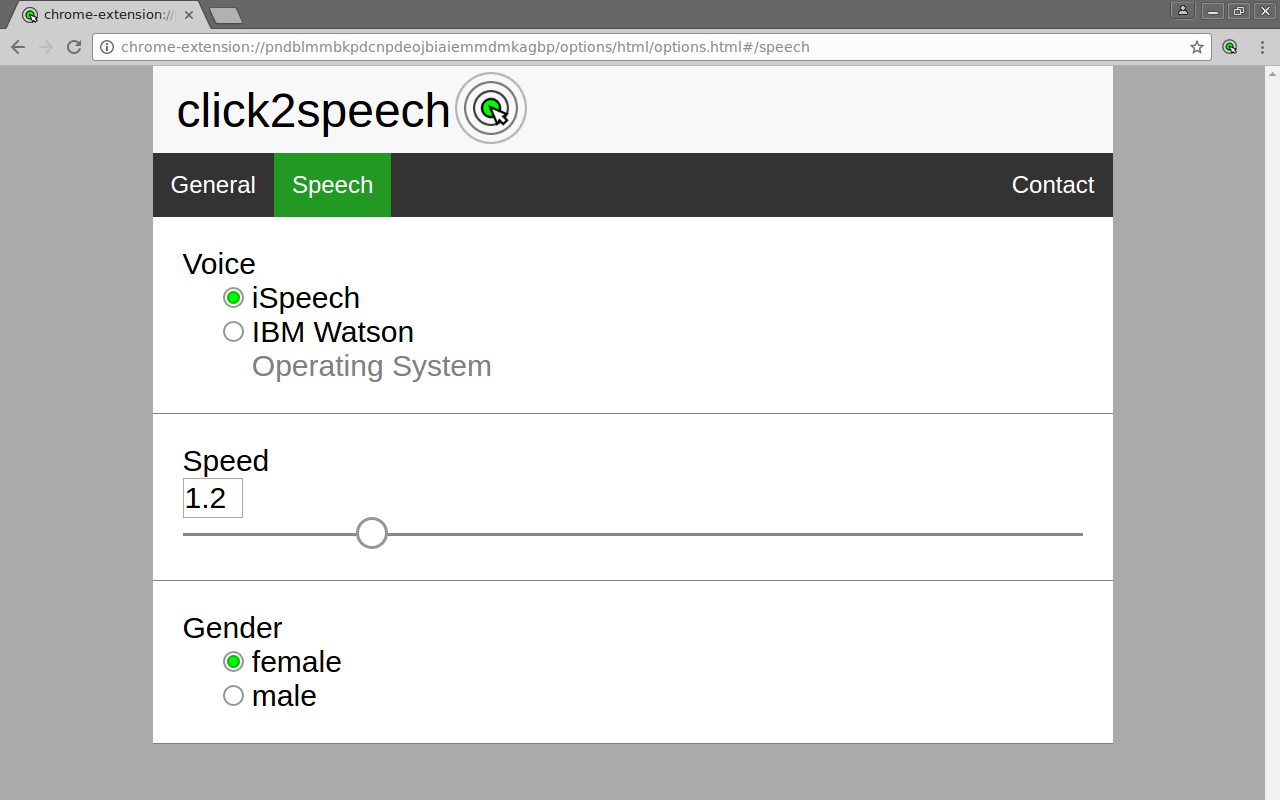 chrome-extension://
chrome-extension://pndblmmbkpdcnpdeojbiaiemmdmkagbp/options/html/options.html#/speech
click2speech
General Speech Contact
Voice
iSpeech
IBM Watson
Operating System
Speed
1.2
Gender
female
male